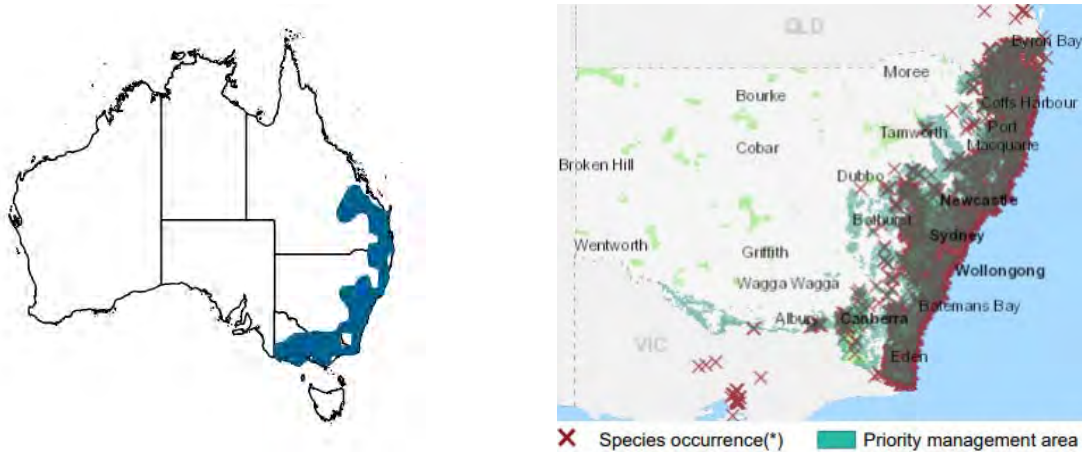 QLD
Byron Bay
Moree
Bourke
Coffs Harbour
Tamworth
Port
Macquarie
Cobar
Broken Hill
Dubbo
Newcastle
Bathurst
Sydney
Wentworth
Griffith
Wollongong
Wagga Wagga
Batemans Bay
Albury
Canberra
VIC
Eden
Species occurrence(*)
Priority management area